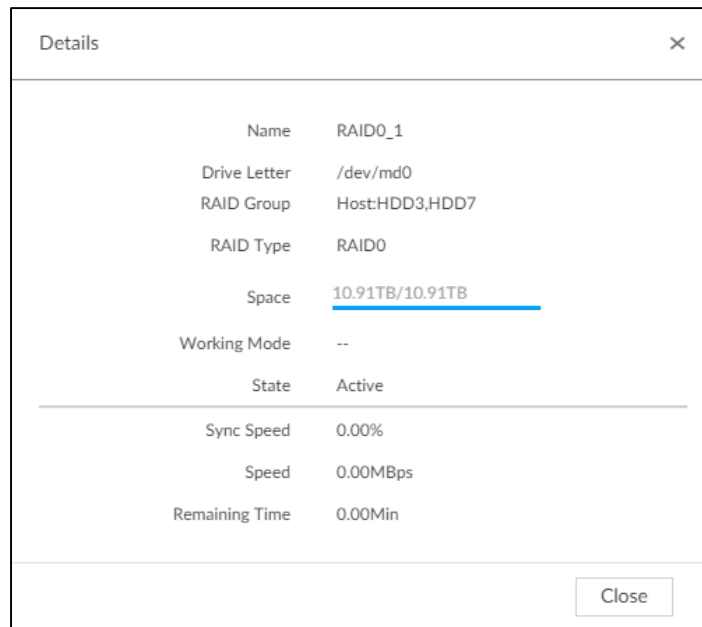 Details ×
Name RAID0_1
Drive Letter /dev/md0
RAID Group Host:HDD3,HDD7
RAID Type RAID0
Space 10.91TB/10.91TB
Working Mode --
State Active
Sync Speed 0.00%
Speed 0.00MBps
Remaining Time 0.00Min
Close